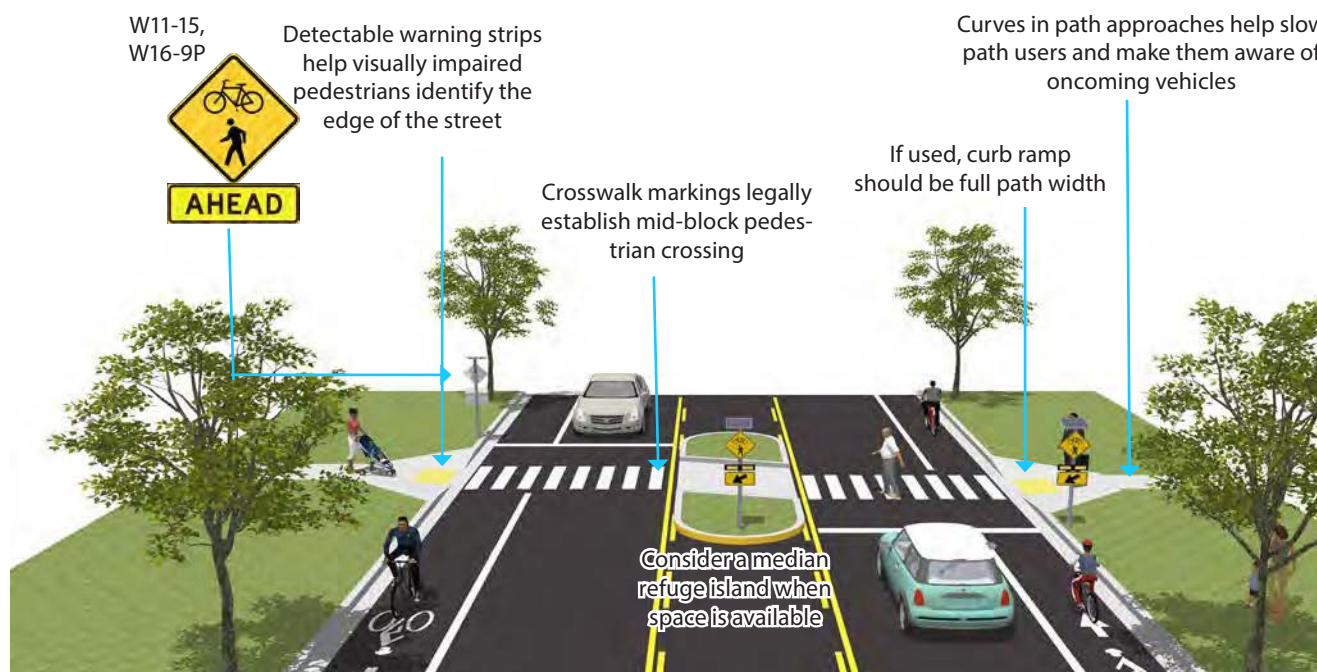 W11-15,
W16-9P
AHEAD
Detectable warning strips
help visually impaired
pedestrians identify the
edge of the street
Crosswalk markings legally
establish mid-block pedes-
trian crossing
If used, curb ramp
should be full path width
Curves in path approaches help slow
path users and make them aware of
oncoming vehicles
Consider a median
refuge island when
space is available